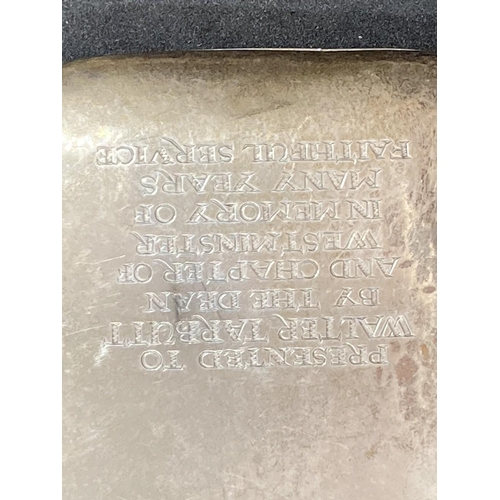 PRESENTED TO
WALTER TARBUTT
BY THE DEAN
AND CHAPTER OF
WESTMINSTER
IN MEMORY OF
MANY YEARS
FAITHFUL SERVICE